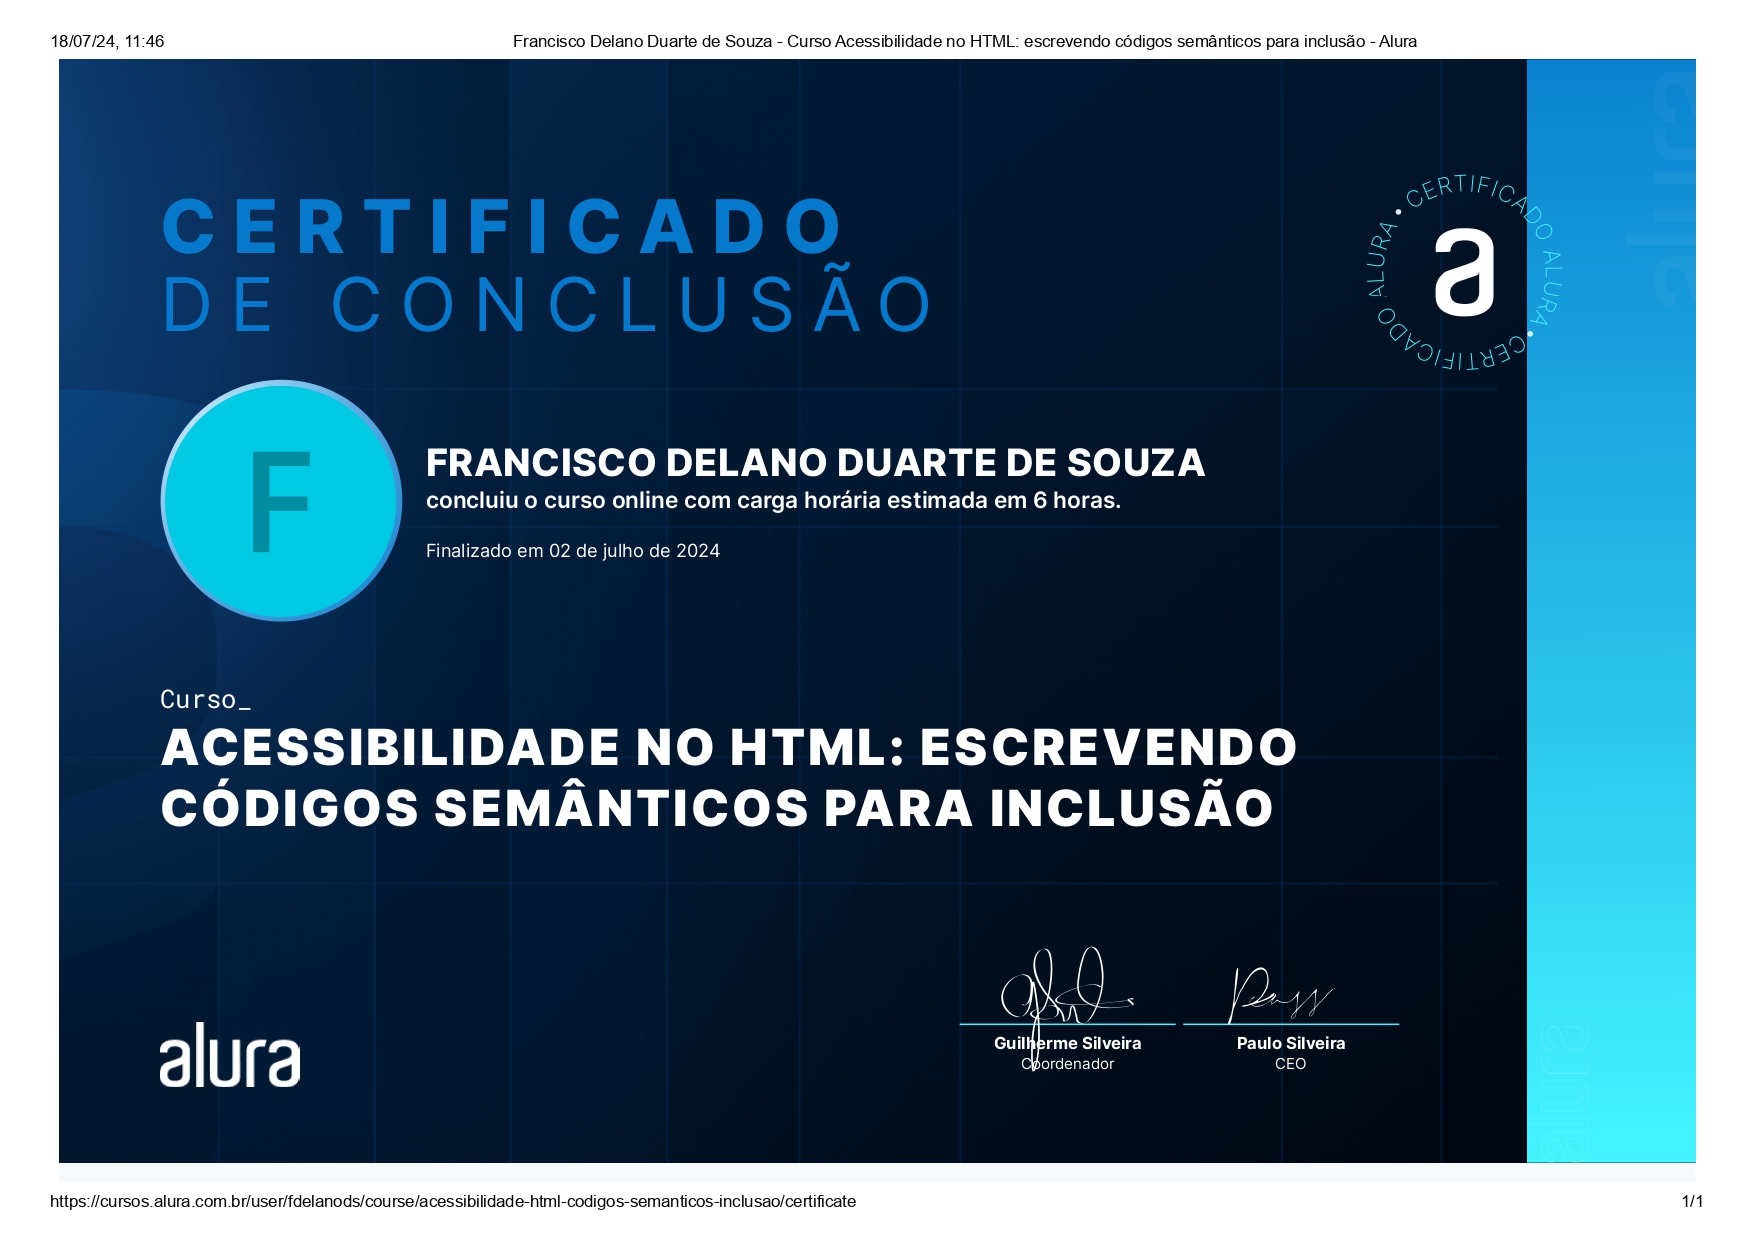 18/07/24, 11:46
Francisco Delano Duarte de Souza - Curso Acessibilidade no HTML: escrevendo códigos semânticos para inclusão - Alura
alura
CERTIFICADO
DE CONCLUSÃO
CERTIFICADO ALURA • CERTIFICADO ALURA •
a
F
FRANCISCO DELANO DUARTE DE SOUZA
concluiu o curso online com carga horária estimada em 6 horas.
Finalizado em 02 de julho de 2024
Curso_
ACESSIBILIDADE NO HTML: ESCREVENDO
CÓDIGOS SEMÂNTICOS PARA INCLUSÃO
Guilherme Silveira
Coordenador
Paulo Silveira
CEO
alura
alura
https://cursos.alura.com.br/user/fdelanods/course/acessibilidade-html-codigos-semanticos-inclusao/certificate
1/1